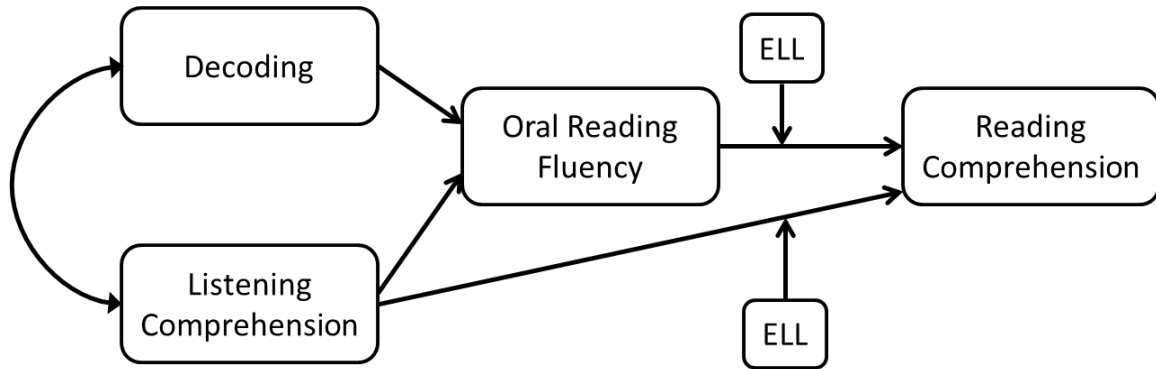 Decoding
ELL
Oral Reading
Fluency
Reading
Comprehension
Listening
Comprehension
ELL